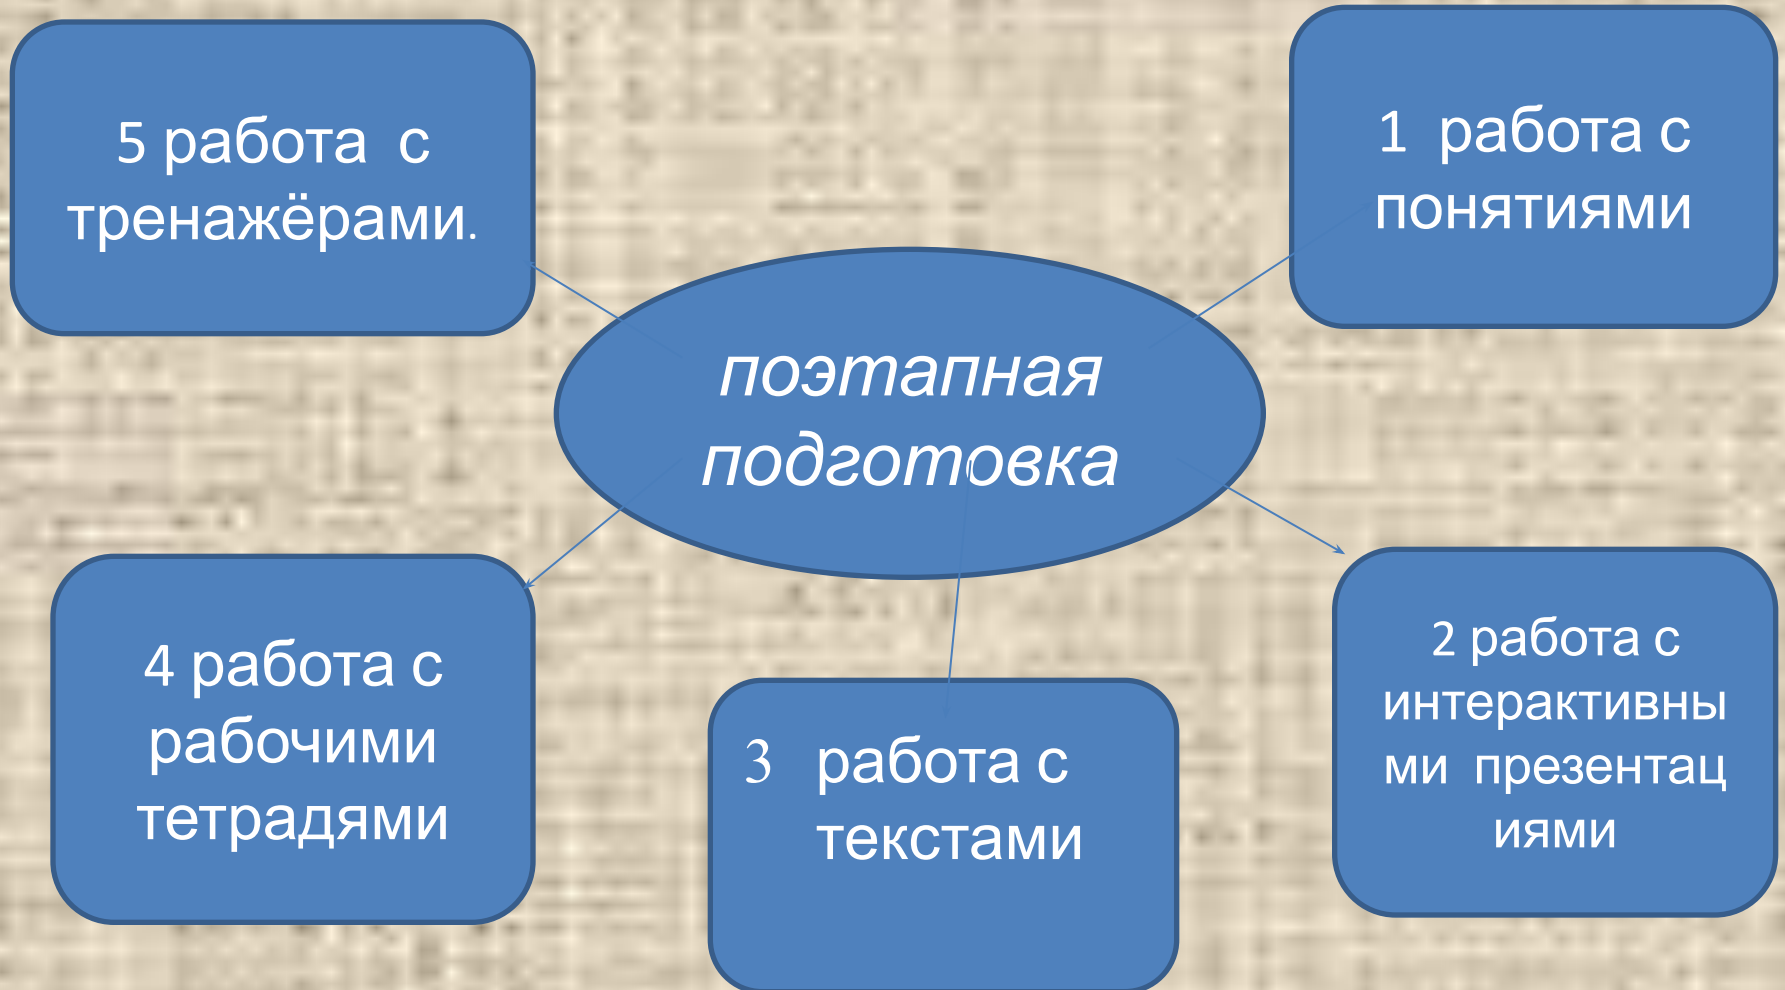 5 работа с
тренажёрами.
1 работа с
понятиями
поэтапная
подготовка
4 работа с
рабочими
тетрадями
3 работа с
текстами
2 работа с
интерактивны
ми презентац
иями